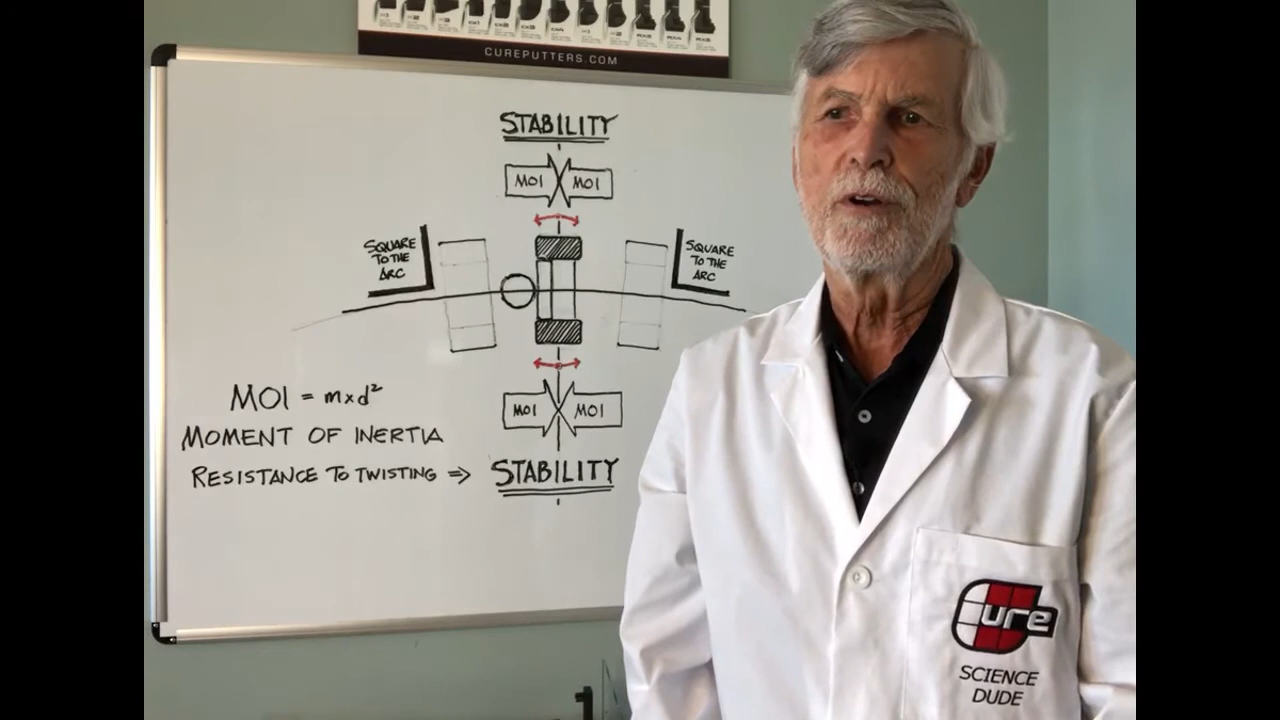 CUREPUTTERS.COM
STABILITY
MOI MOI
SQUARE
TO THE
ARC
SQUARE
TO THE
ARC
MOI = m x d²
MOMENT OF INERTIA
RESISTANCE TO TWISTING ⇒
MOI MOI
STABILITY
Cure
SCIENCE
DUDE